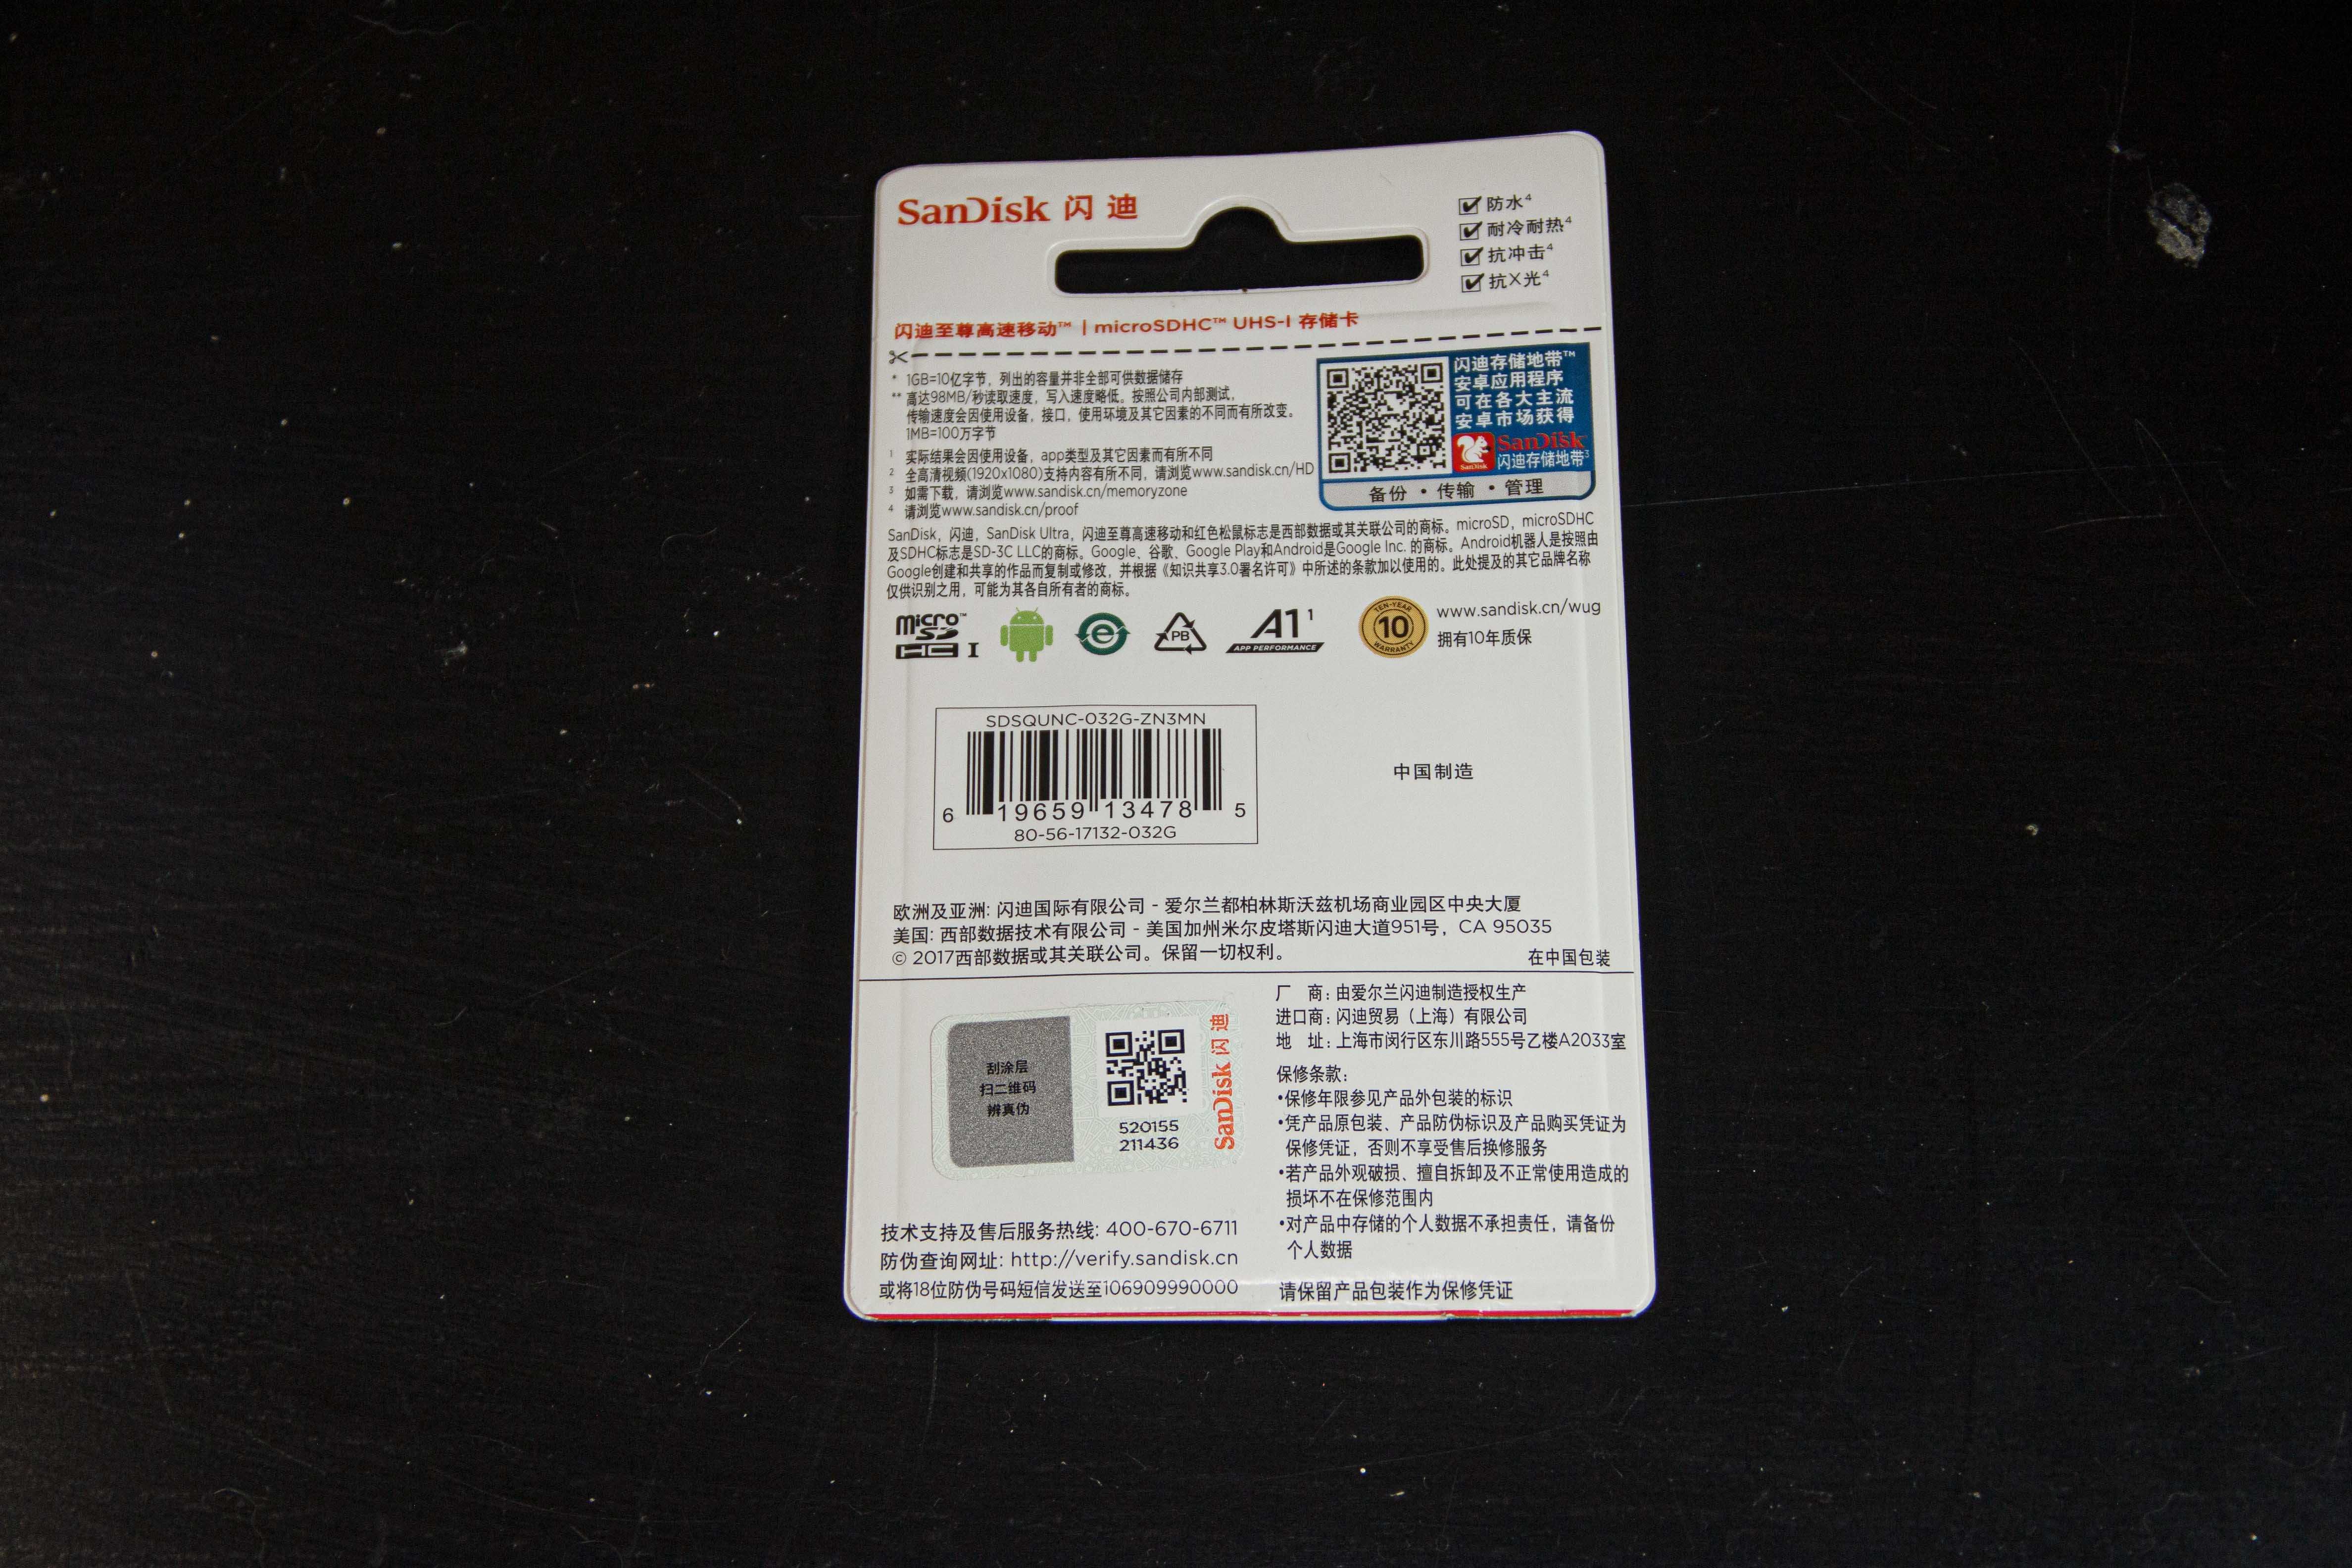 SanDisk 闪迪
防水⁴
耐冷耐热⁴
抗冲击⁴
抗X光⁴
闪迪至尊高速移动™ | microSDHC™ UHS-I 存储卡
* 1GB=10亿字节，列出的容量并非全部可供数据储存
** 高达98MB/秒读取速度，写入速度略低。按照公司内部测试，
传输速度会因使用设备，接口，使用环境及其它因素的不同而有所改变。
1MB=100万字节
¹ 实际结果会因使用设备，app类型及其它因素而有所不同
² 全高清视频(1920x1080)支持内容有所不同，请浏览www.sandisk.cn/HD
³ 如需下载，请浏览www.sandisk.cn/memoryzone
⁴ 请浏览www.sandisk.cn/proof
闪迪存储地带™
安卓应用程序
可在各大主流
安卓市场获得
SanDisk
SanDisk
闪迪存储地带³
备份 • 传输 • 管理
SanDisk，闪迪，SanDisk Ultra，闪迪至尊高速移动和红色松鼠标志是西部数据或其关联公司的商标。microSD，microSDHC
及SDHC标志是SD-3C LLC的商标。Google、谷歌、Google Play和Android是Google Inc. 的商标。Android机器人是按照由
Google创建和共享的作品而复制或修改，并根据《知识共享3.0署名许可》中所述的条款加以使用的。此处提及的其它品牌名称
仅供识别之用，可能为其各自所有者的商标。
micro™
SD
HC I
e
PB
A1¹
APP PERFORMANCE
TEN-YEAR
10
WARRANTY
www.sandisk.cn/wug
拥有10年质保
SDSQUNC-032G-ZN3MN
6 19659 13478 5
80-56-17132-032G
中国制造
欧洲及亚洲: 闪迪国际有限公司 - 爱尔兰都柏林斯沃兹机场商业园区中央大厦
美国: 西部数据技术有限公司 - 美国加州米尔皮塔斯闪迪大道951号，CA 95035
© 2017西部数据或其关联公司。保留一切权利。
在中国包装
刮涂层
扫二维码
辨真伪
520155
211436
SanDisk 闪迪
技术支持及售后服务热线: 400-670-6711
防伪查询网址: http://verify.sandisk.cn
或将18位防伪号码短信发送至106909990000
厂 商: 由爱尔兰闪迪制造授权生产
进口商: 闪迪贸易（上海）有限公司
地 址: 上海市闵行区东川路555号乙楼A2033室
保修条款:
•保修年限参见产品外包装的标识
•凭产品原包装、产品防伪标识及产品购买凭证为
保修凭证，否则不享受售后换修服务
•若产品外观破损、擅自拆卸及不正常使用造成的
损坏不在保修范围内
•对产品中存储的个人数据不承担责任，请备份
个人数据
请保留产品包装作为保修凭证